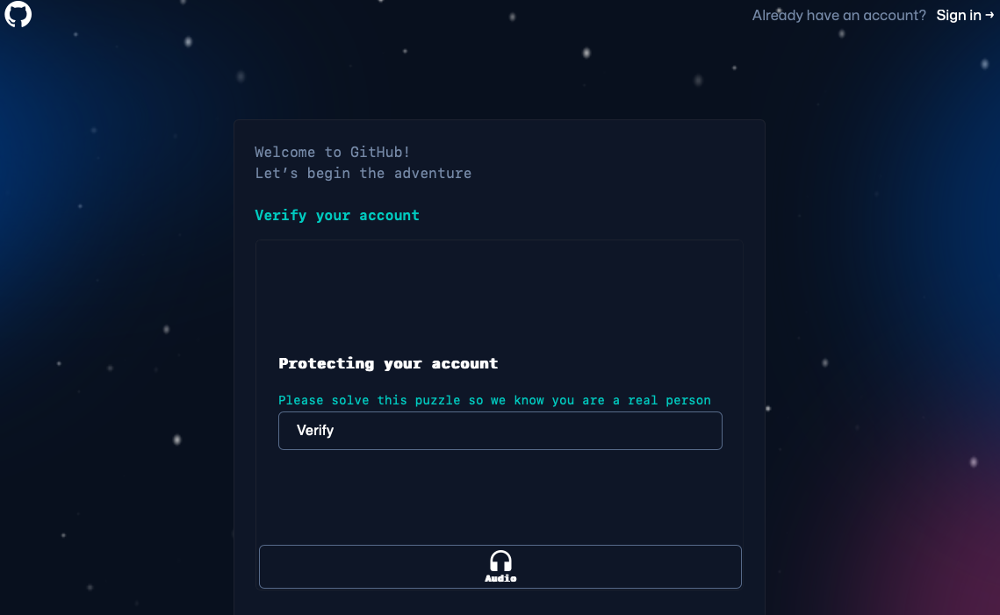 Already have an account? Sign in →
Welcome to GitHub!
Let's begin the adventure
Verify your account
Protecting your account
Please solve this puzzle so we know you are a real person
Verify
Audio